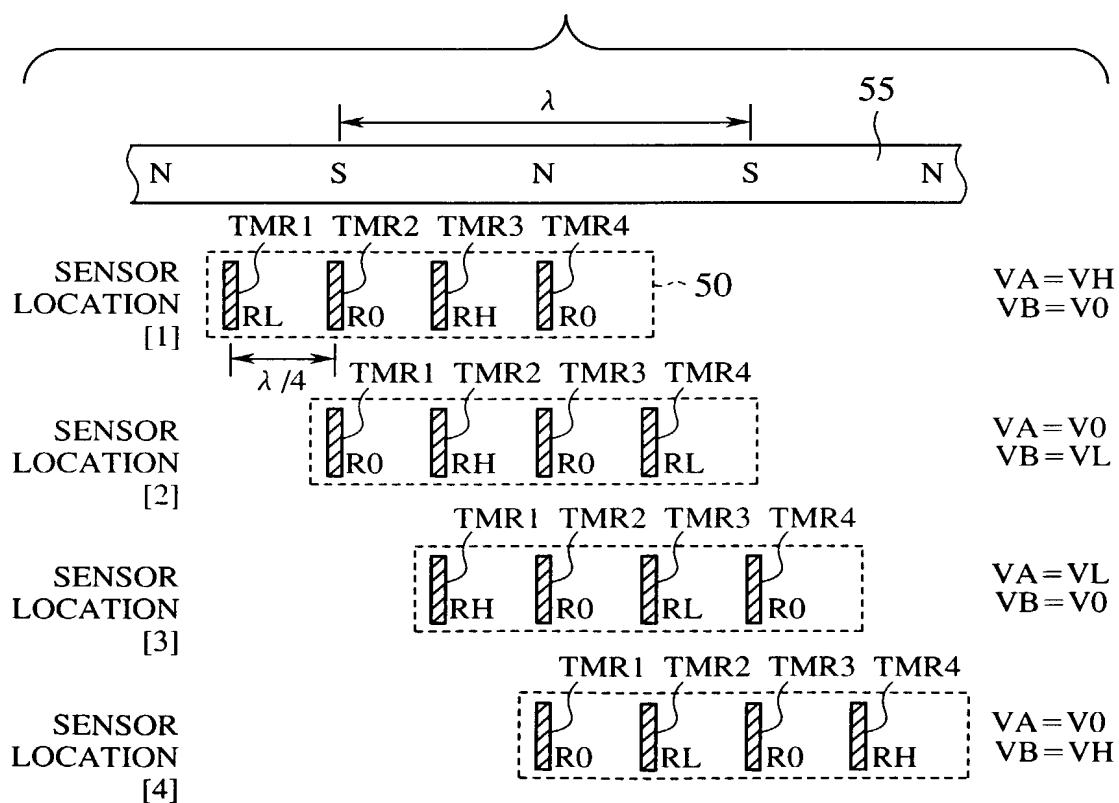 λ
55
N S N S N
TMR1 TMR2 TMR3 TMR4
SENSOR LOCATION [1]
RL R0 RH R0
50
VA=VH
VB=V0
λ/4
TMR1 TMR2 TMR3 TMR4
SENSOR LOCATION [2]
R0 RH R0 RL
VA=V0
VB=VL
TMR1 TMR2 TMR3 TMR4
SENSOR LOCATION [3]
RH R0 RL R0
VA=VL
VB=V0
TMR1 TMR2 TMR3 TMR4
SENSOR LOCATION [4]
R0 RL R0 RH
VA=V0
VB=VH